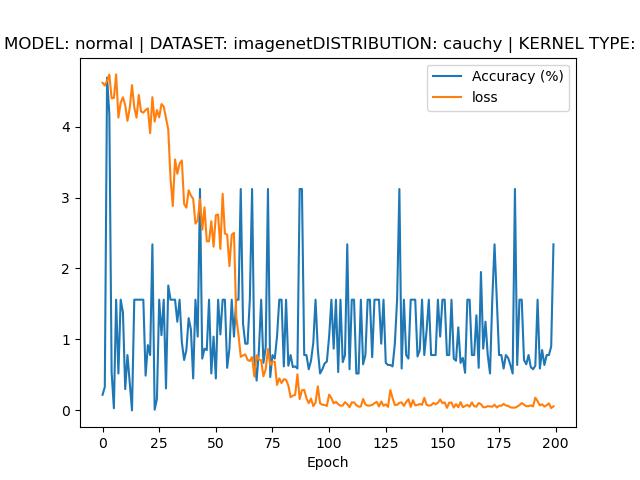 MODEL: normal | DATASET: imagenetDISTRIBUTION: cauchy | KERNEL TYPE:
Accuracy (%)
loss
4
3
2
1
0
0 25 50 75 100 125 150 175 200
Epoch